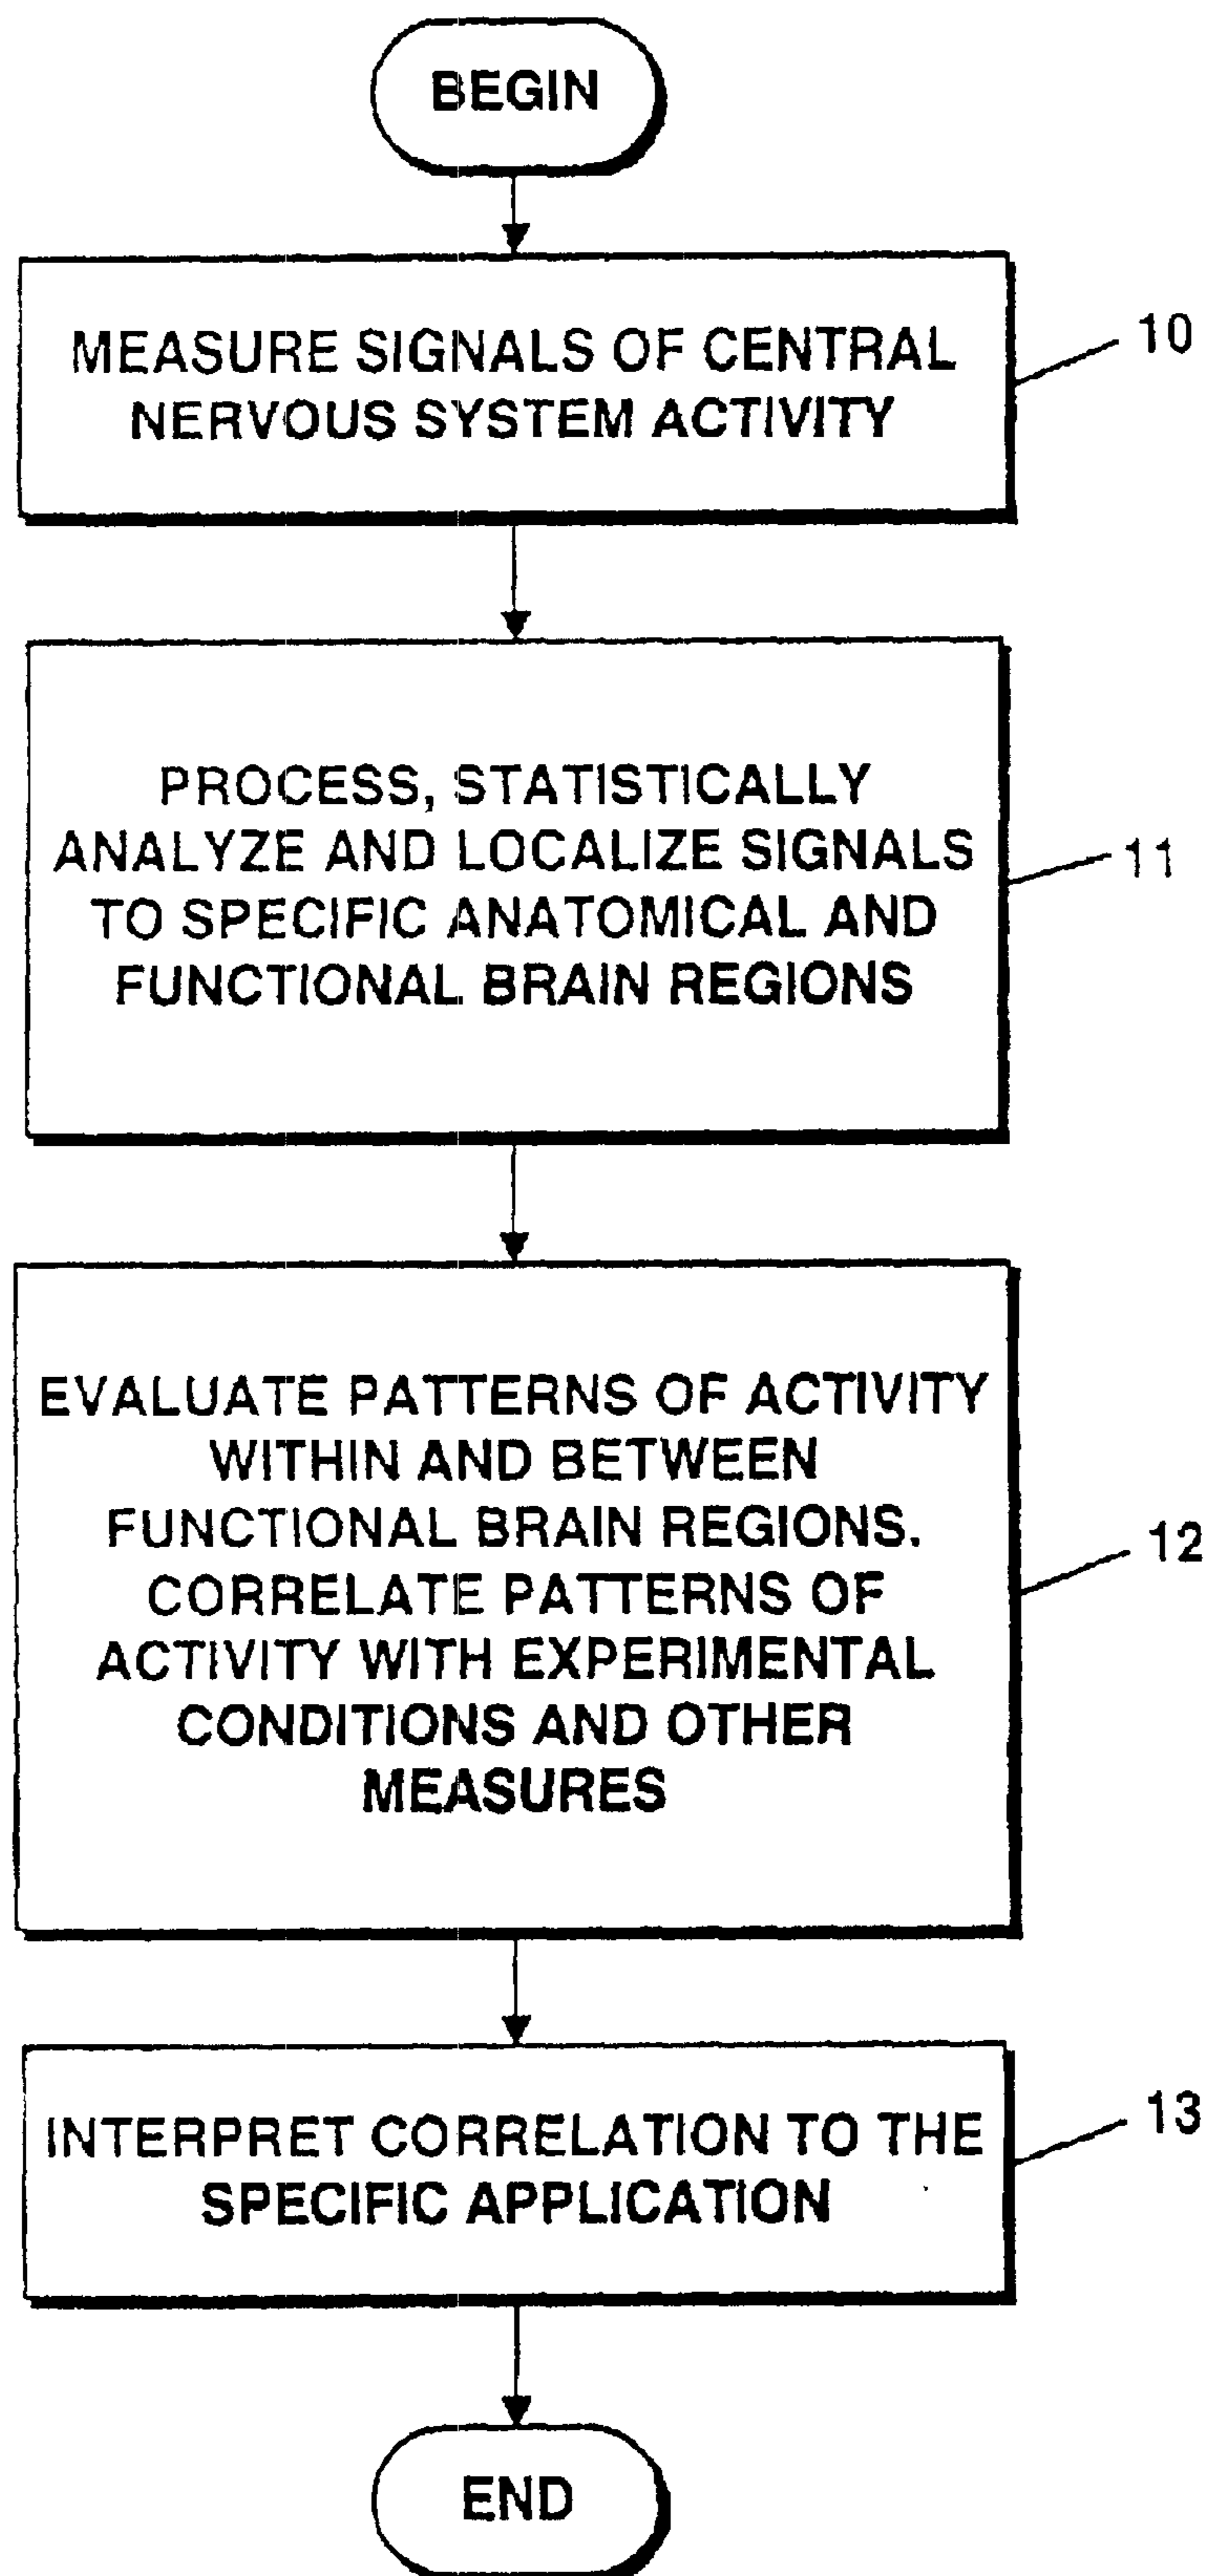 BEGIN
MEASURE SIGNALS OF CENTRAL
NERVOUS SYSTEM ACTIVITY
10
PROCESS, STATISTICALLY
ANALYZE AND LOCALIZE SIGNALS
TO SPECIFIC ANATOMICAL AND
FUNCTIONAL BRAIN REGIONS
11
EVALUATE PATTERNS OF ACTIVITY
WITHIN AND BETWEEN
FUNCTIONAL BRAIN REGIONS.
CORRELATE PATTERNS OF
ACTIVITY WITH EXPERIMENTAL
CONDITIONS AND OTHER
MEASURES
12
INTERPRET CORRELATION TO THE
SPECIFIC APPLICATION
13
END